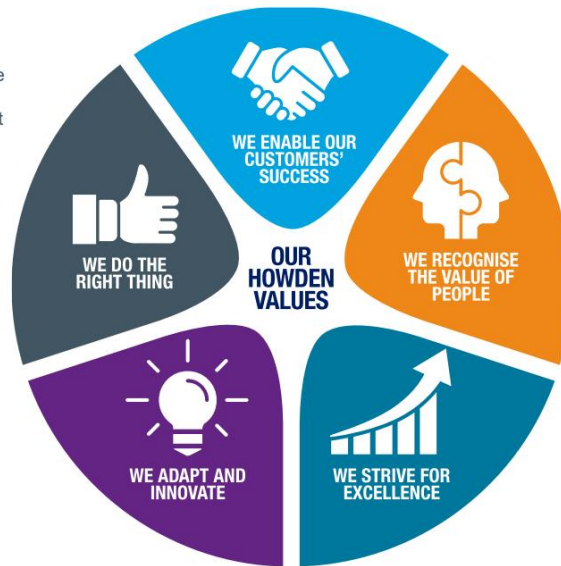 WE ENABLE OUR
CUSTOMERS'
SUCCESS
WE RECOGNISE
THE VALUE OF
PEOPLE
WE STRIVE FOR
EXCELLENCE
WE ADAPT AND
INNOVATE
WE DO THE
RIGHT THING
OUR
HOWDEN
VALUES